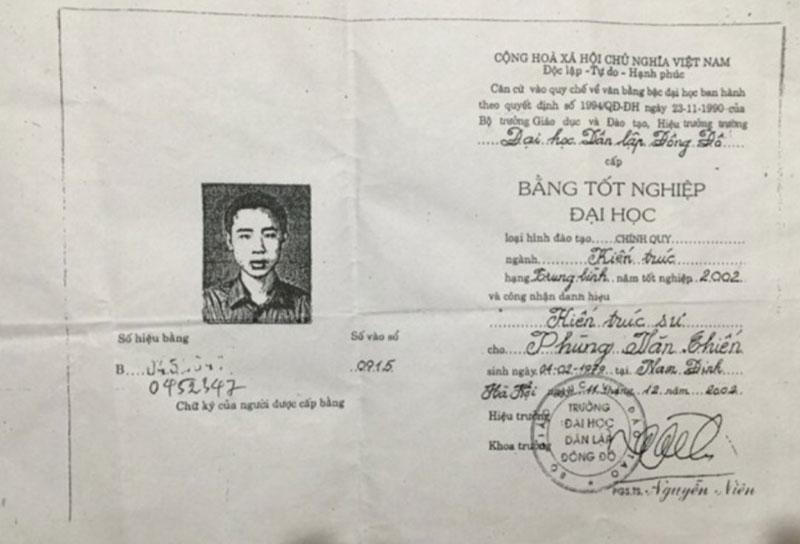 CỘNG HOÀ XÃ HỘI CHỦ NGHĨA VIỆT NAM
Độc lập - Tự do - Hạnh phúc
Căn cứ vào quy chế về văn bằng bậc đại học ban hành
theo quyết định số 1994/QĐ-ĐH ngày 23-11-1990 của
Bộ trưởng Giáo dục và Đào tạo, Hiệu trưởng trường
Đại học Dân lập Đông Đô
cấp
BẰNG TỐT NGHIỆP
ĐẠI HỌC
loại hình đào tạo CHÍNH QUY
ngành Kiến trúc
hạng Trung bình năm tốt nghiệp 2002
và công nhận danh hiệu
Kiến trúc sư
cho Phùng Văn Chiến
sinh ngày 01-02-1979 tại Nam Định
Hà Nội ngày 11 tháng 12 năm 2002
Hiệu trưởng
Khoa trưởng
TRƯỜNG
ĐẠI HỌC
DÂN LẬP
ĐÔNG ĐÔ
PGS.TS. Nguyễn Niên
Số hiệu bằng
Số vào sổ
B
0915
0452347
Chữ ký của người được cấp bằng